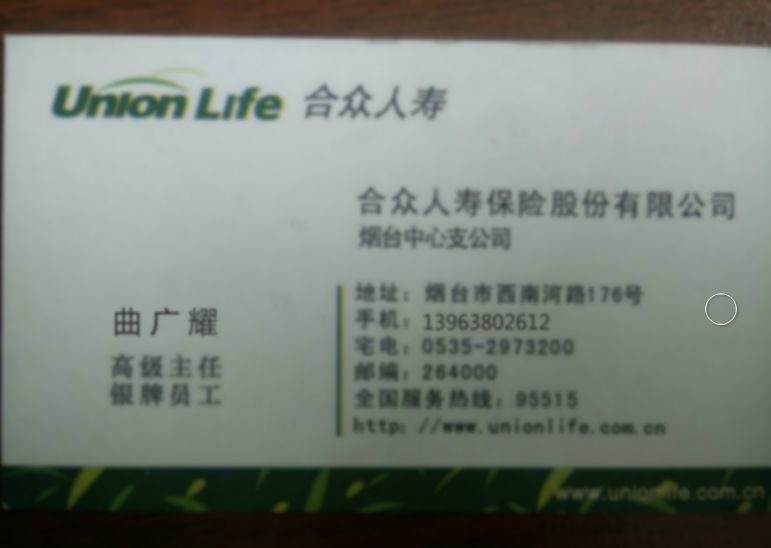 Union Life 合众人寿
合众人寿保险股份有限公司
烟台中心支公司
曲广耀
高级主任
银牌员工
地址：烟台市西南河路176号
手机：13963802612
宅电：0535-2973200
邮编：264000
全国服务热线：95515
http://www.unionlife.com.cn
www.unionlife.com.cn